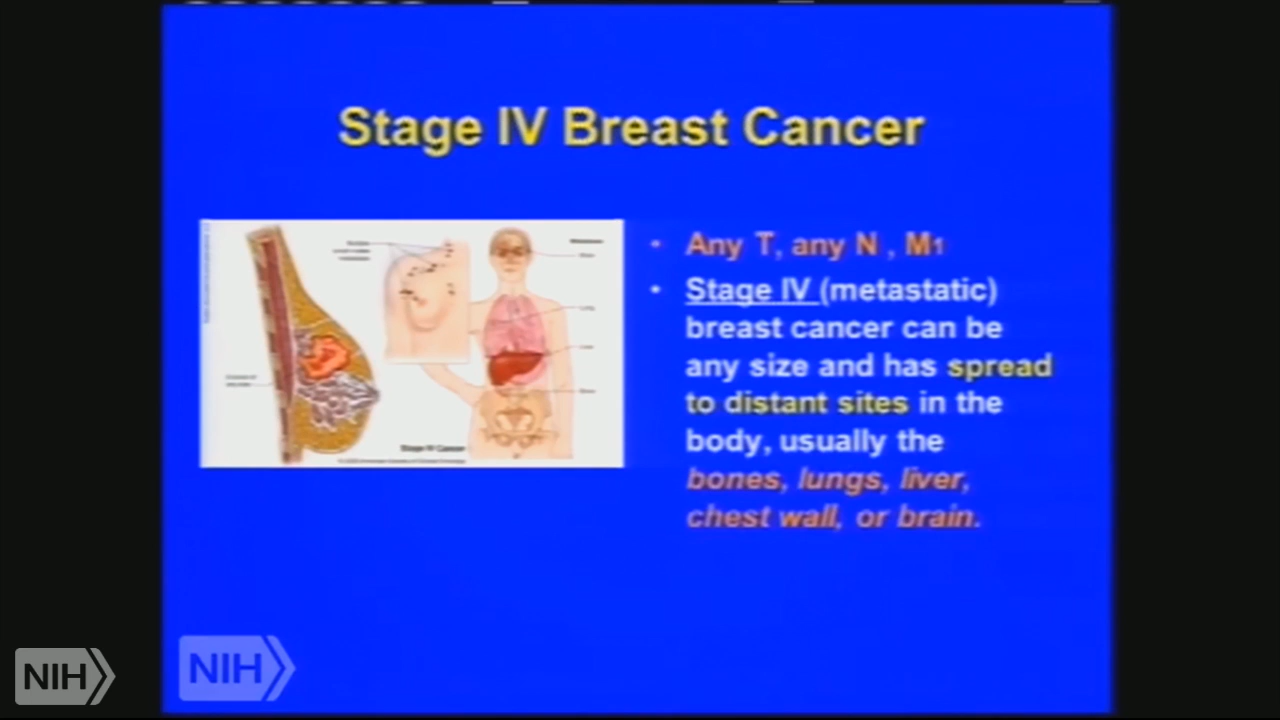 Stage IV Breast Cancer
• Any T, any N , M1
• Stage IV (metastatic)
breast cancer can be
any size and has spread
to distant sites in the
body, usually the
bones, lungs, liver,
chest wall, or brain.
Stage IV Cancer
NIH
NIH